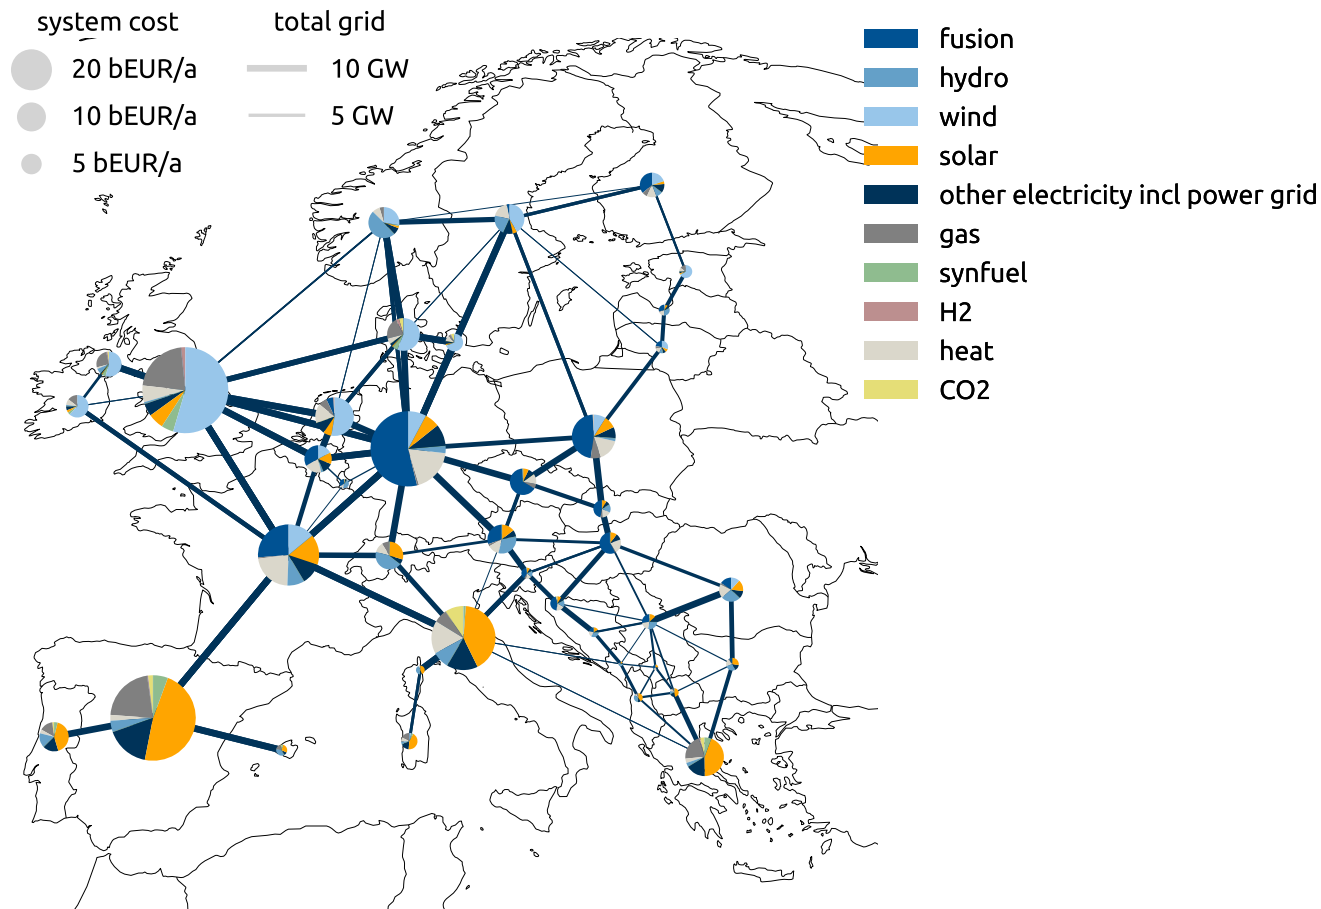 system cost
20 bEUR/a
10 bEUR/a
5 bEUR/a
total grid
10 GW
5 GW
fusion
hydro
wind
solar
other electricity incl power grid
gas
synfuel
H2
heat
CO2